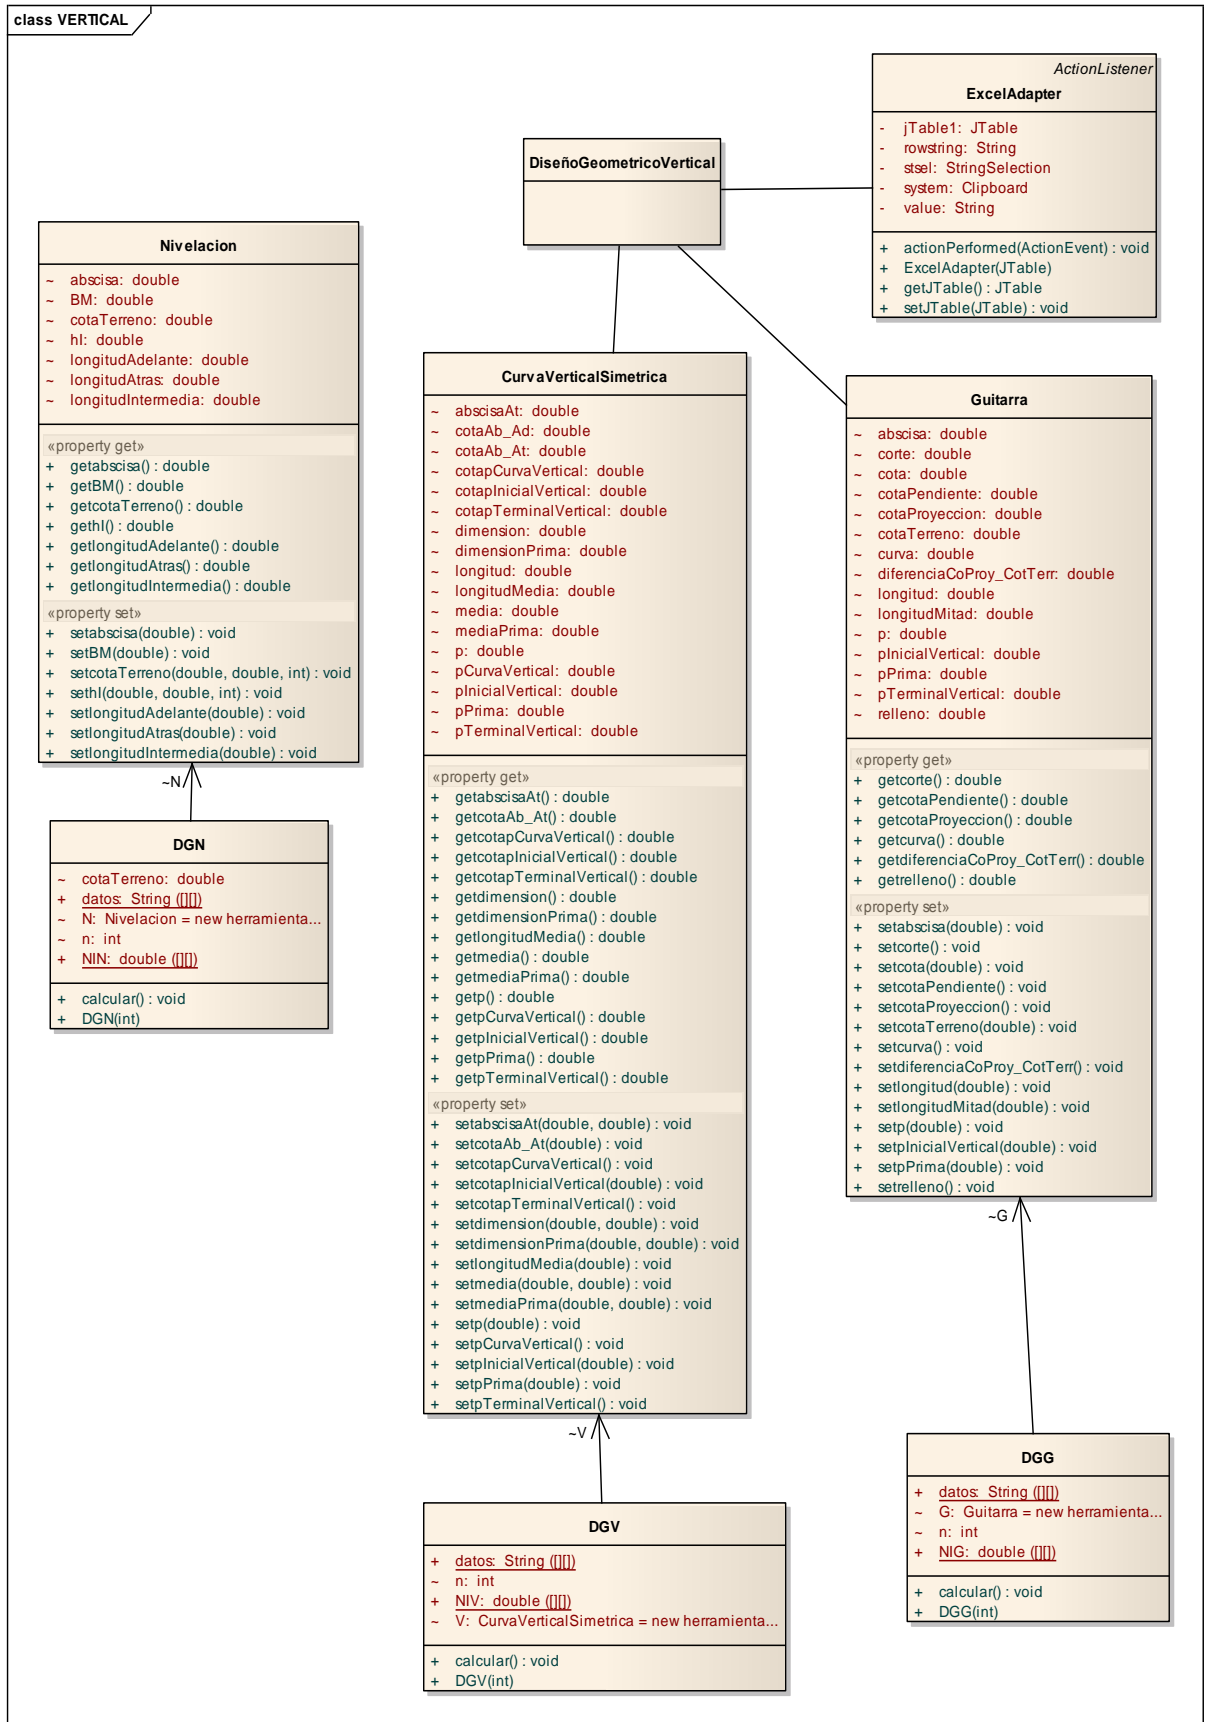 class VERTICAL
ActionListener
ExcelAdapter
- jTable1: JTable
- rowstring: String
- stsel: StringSelection
- system: Clipboard
- value: String
+ actionPerformed(ActionEvent) : void
+ ExcelAdapter(JTable)
+ getJTable() : JTable
+ setJTable(JTable) : void
DiseñoGeometricoVertical
Nivelacion
~ abscisa: double
~ BM: double
~ cotaTerreno: double
~ hI: double
~ longitudAdelante: double
~ longitudAtras: double
~ longitudIntermedia: double
«property get»
+ getabscisa() : double
+ getBM() : double
+ getcotaTerreno() : double
+ gethI() : double
+ getlongitudAdelante() : double
+ getlongitudAtras() : double
+ getlongitudIntermedia() : double
«property set»
+ setabscisa(double) : void
+ setBM(double) : void
+ setcotaTerreno(double, double, int) : void
+ sethI(double, double, int) : void
+ setlongitudAdelante(double) : void
+ setlongitudAtras(double) : void
+ setlongitudIntermedia(double) : void
~N
DGN
~ cotaTerreno: double
+ datos: String ([][])
~ N: Nivelacion = new herramienta...
~ n: int
+ NIN: double ([][])
+ calcular() : void
+ DGN(int)
CurvaVerticalSimetrica
~ abscisaAt: double
~ cotaAb_Ad: double
~ cotaAb_At: double
~ cotapCurvaVertical: double
~ cotapInicialVertical: double
~ cotapTerminalVertical: double
~ dimension: double
~ dimensionPrima: double
~ longitud: double
~ longitudMedia: double
~ media: double
~ mediaPrima: double
~ p: double
~ pCurvaVertical: double
~ pInicialVertical: double
~ pPrima: double
~ pTerminalVertical: double
«property get»
+ getabscisaAt() : double
+ getcotaAb_At() : double
+ getcotapCurvaVertical() : double
+ getcotapInicialVertical() : double
+ getcotapTerminalVertical() : double
+ getdimension() : double
+ getdimensionPrima() : double
+ getlongitudMedia() : double
+ getmedia() : double
+ getmediaPrima() : double
+ getp() : double
+ getpCurvaVertical() : double
+ getpInicialVertical() : double
+ getpPrima() : double
+ getpTerminalVertical() : double
«property set»
+ setabscisaAt(double, double) : void
+ setcotaAb_At(double) : void
+ setcotapCurvaVertical() : void
+ setcotapInicialVertical(double) : void
+ setcotapTerminalVertical() : void
+ setdimension(double, double) : void
+ setdimensionPrima(double, double) : void
+ setlongitudMedia(double) : void
+ setmedia(double, double) : void
+ setmediaPrima(double, double) : void
+ setp(double) : void
+ setpCurvaVertical() : void
+ setpInicialVertical(double) : void
+ setpPrima(double) : void
+ setpTerminalVertical() : void
~V
DGV
+ datos: String ([][])
~ n: int
+ NIV: double ([][])
~ V: CurvaVerticalSimetrica = new herramienta...
+ calcular() : void
+ DGV(int)
Guitarra
~ abscisa: double
~ corte: double
~ cota: double
~ cotaPendiente: double
~ cotaProyeccion: double
~ cotaTerreno: double
~ curva: double
~ diferenciaCoProy_CotTerr: double
~ longitud: double
~ longitudMitad: double
~ p: double
~ pInicialVertical: double
~ pPrima: double
~ pTerminalVertical: double
~ relleno: double
«property get»
+ getcorte() : double
+ getcotaPendiente() : double
+ getcotaProyeccion() : double
+ getcurva() : double
+ getdiferenciaCoProy_CotTerr() : double
+ getrelleno() : double
«property set»
+ setabscisa(double) : void
+ setcorte() : void
+ setcota(double) : void
+ setcotaPendiente() : void
+ setcotaProyeccion() : void
+ setcotaTerreno(double) : void
+ setcurva() : void
+ setdiferenciaCoProy_CotTerr() : void
+ setlongitud(double) : void
+ setlongitudMitad(double) : void
+ setp(double) : void
+ setpInicialVertical(double) : void
+ setpPrima(double) : void
+ setrelleno() : void
~G
DGG
+ datos: String ([][])
~ G: Guitarra = new herramienta...
~ n: int
+ NIG: double ([][])
+ calcular() : void
+ DGG(int)